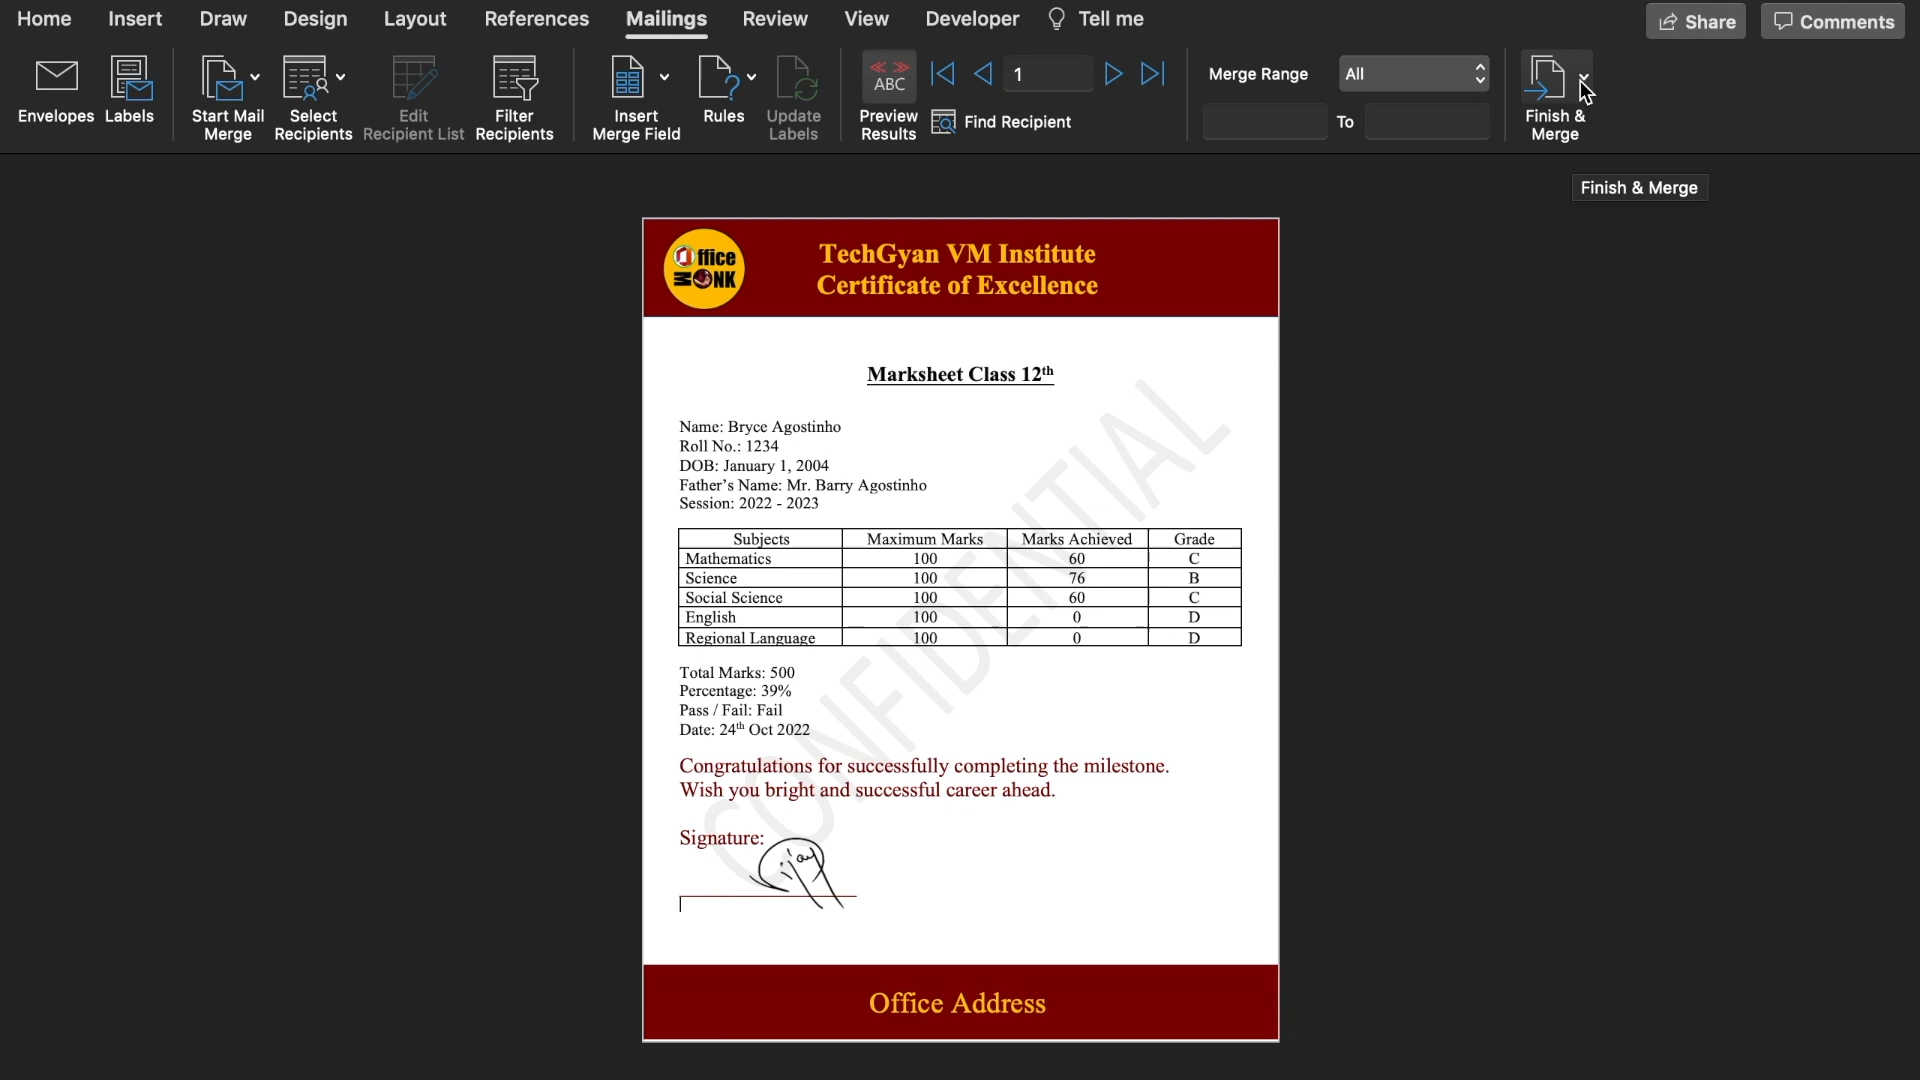 Home Insert Draw Design Layout References Mailings Review View Developer Tell me Share Comments
Envelopes Labels Start Mail Merge Select Recipients Edit Recipient List Filter Recipients Insert Merge Field Rules Update Labels ABC Preview Results 1 Find Recipient Merge Range All To Finish & Merge
Finish & Merge
Office MONK
TechGyan VM Institute
Certificate of Excellence
Marksheet Class 12th
Name: Bryce Agostinho
Roll No.: 1234
DOB: January 1, 2004
Father's Name: Mr. Barry Agostinho
Session: 2022 - 2023
Subjects Maximum Marks Marks Achieved Grade
Mathematics 100 60 C
Science 100 76 B
Social Science 100 60 C
English 100 0 D
Regional Language 100 0 D
Total Marks: 500
Percentage: 39%
Pass / Fail: Fail
Date: 24th Oct 2022
Congratulations for successfully completing the milestone.
Wish you bright and successful career ahead.
Signature:
CONFIDENTIAL
Office Address